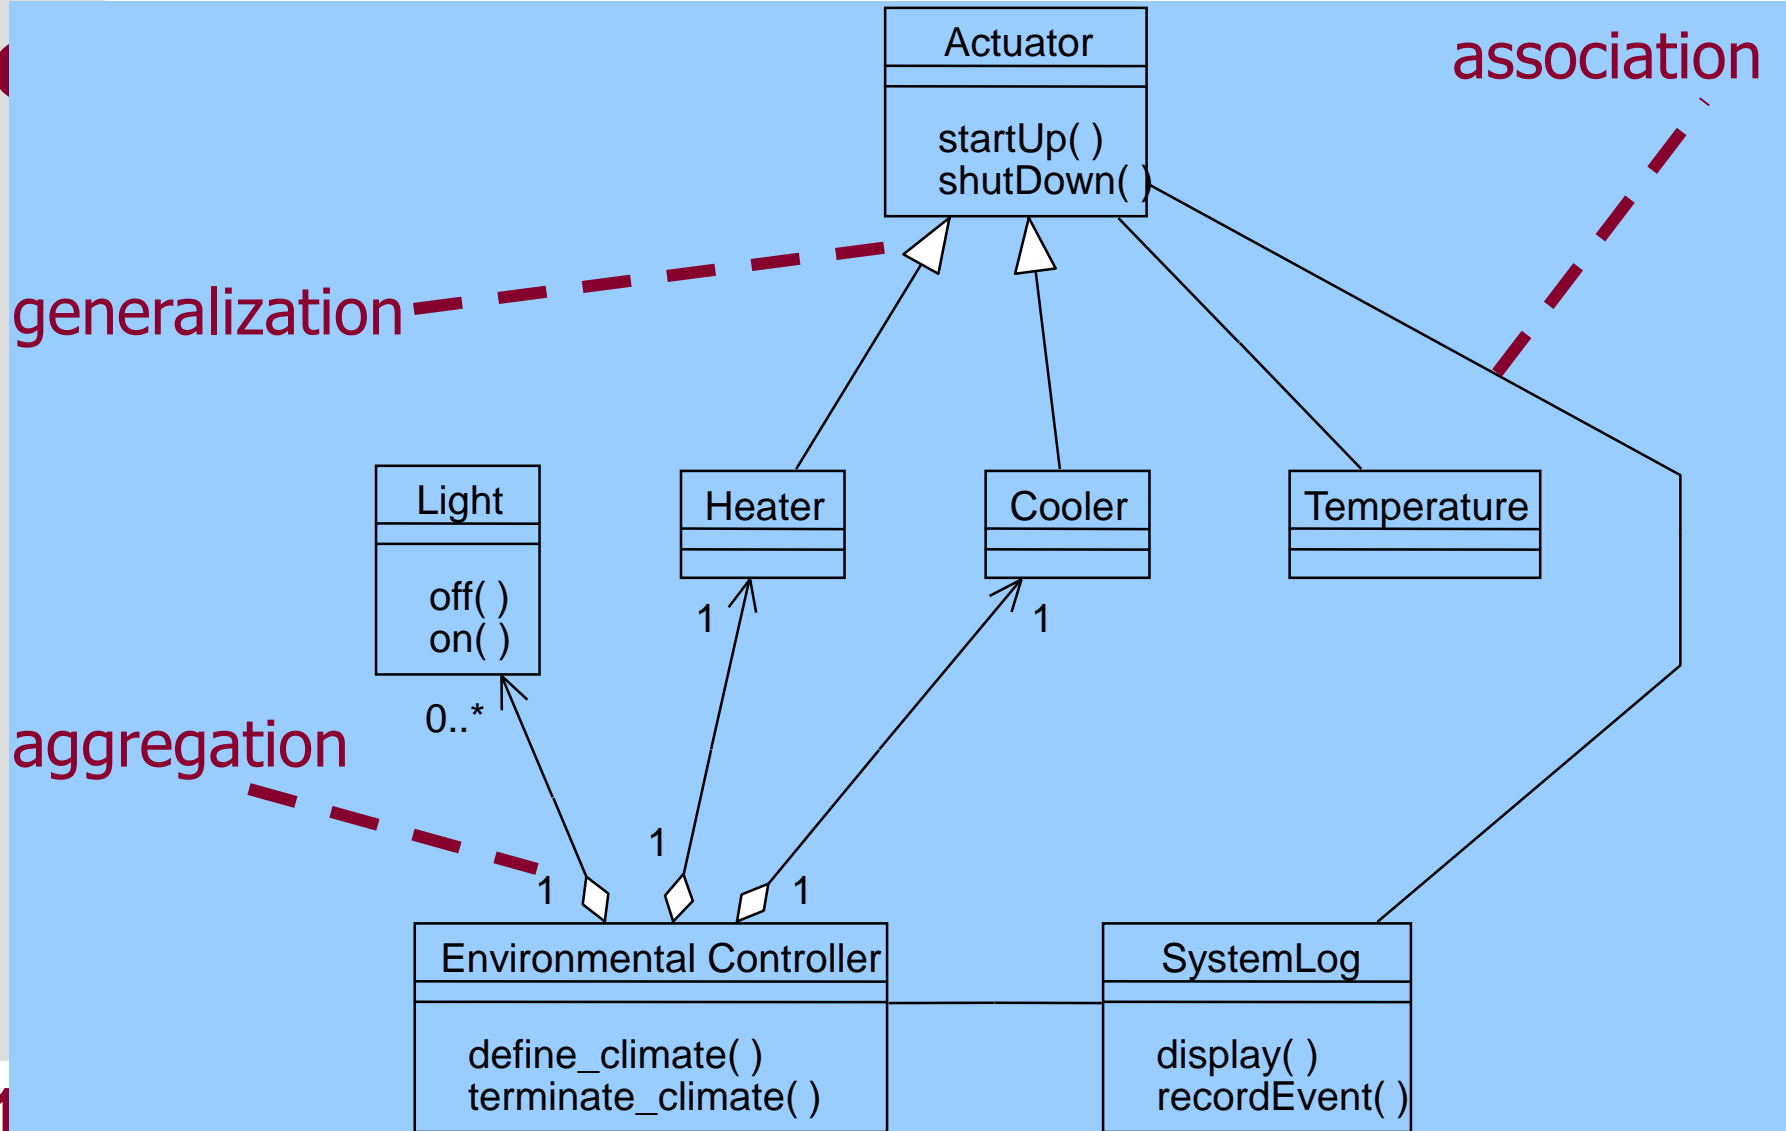 Actuator
association
startUp( )
shutDown( )
generalization
Light
Heater
Cooler
Temperature
off( )
on( )
1
1
0..*
aggregation
1
1
1
Environmental Controller
SystemLog
define_climate( )
terminate_climate( )
display( )
recordEvent( )